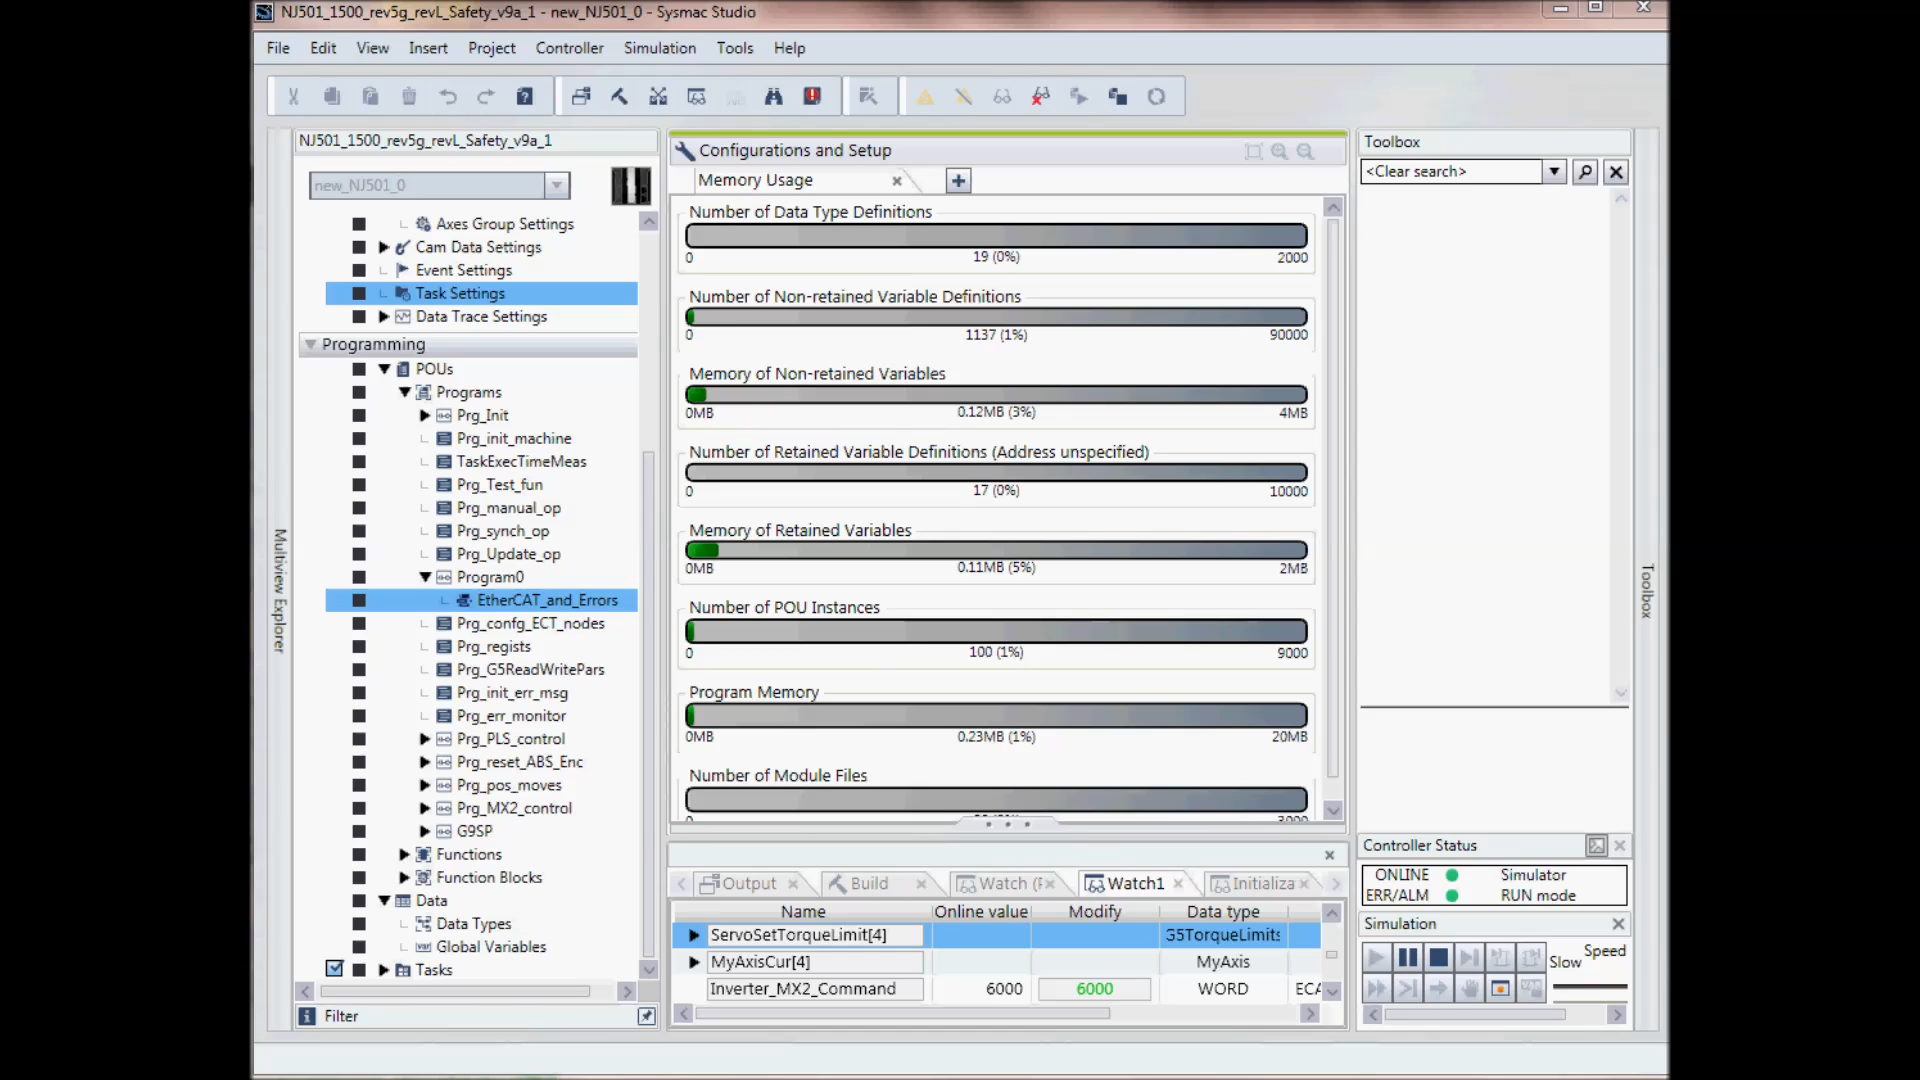 NJ501_1500_rev5g_revL_Safety_v9a_1 - new_NJ501_0 - Sysmac Studio
File Edit View Insert Project Controller Simulation Tools Help
NJ501_1500_rev5g_revL_Safety_v9a_1
new_NJ501_0
Axes Group Settings
Cam Data Settings
Event Settings
Task Settings
Data Trace Settings
Programming
POUs
Programs
Prg_Init
Prg_init_machine
TaskExecTimeMeas
Prg_Test_fun
Prg_manual_op
Prg_synch_op
Prg_Update_op
Program0
EtherCAT_and_Errors
Prg_confg_ECT_nodes
Prg_regists
Prg_G5ReadWritePars
Prg_init_err_msg
Prg_err_monitor
Prg_PLS_control
Prg_reset_ABS_Enc
Prg_pos_moves
Prg_MX2_control
G9SP
Functions
Function Blocks
Data
Data Types
Global Variables
Tasks
Filter
Multiview Explorer
Configurations and Setup
Memory Usage
Number of Data Type Definitions
0 19 (0%) 2000
Number of Non-retained Variable Definitions
0 1137 (1%) 90000
Memory of Non-retained Variables
0MB 0.12MB (3%) 4MB
Number of Retained Variable Definitions (Address unspecified)
0 17 (0%) 10000
Memory of Retained Variables
0MB 0.11MB (5%) 2MB
Number of POU Instances
0 100 (1%) 9000
Program Memory
0MB 0.23MB (1%) 20MB
Number of Module Files
Output Build Watch ( Watch1 Initializa
Name Online value Modify Data type
ServoSetTorqueLimit[4] G5TorqueLimits
MyAxisCur[4] MyAxis
Inverter_MX2_Command 6000 6000 WORD ECA
Toolbox
<Clear search>
Toolbox
Controller Status
ONLINE Simulator
ERR/ALM RUN mode
Simulation
Speed
Slow